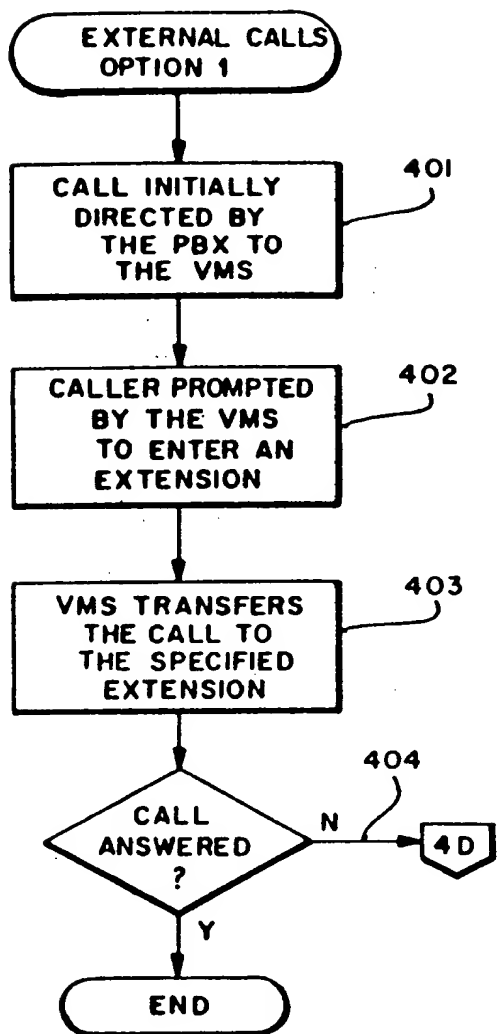 EXTERNAL CALLS
OPTION 1
401
CALL INITIALLY
DIRECTED BY
THE PBX TO
THE VMS
402
CALLER PROMPTED
BY THE VMS
TO ENTER AN
EXTENSION
403
VMS TRANSFERS
THE CALL TO
THE SPECIFIED
EXTENSION
404
CALL
ANSWERED
?
N
4D
Y
END